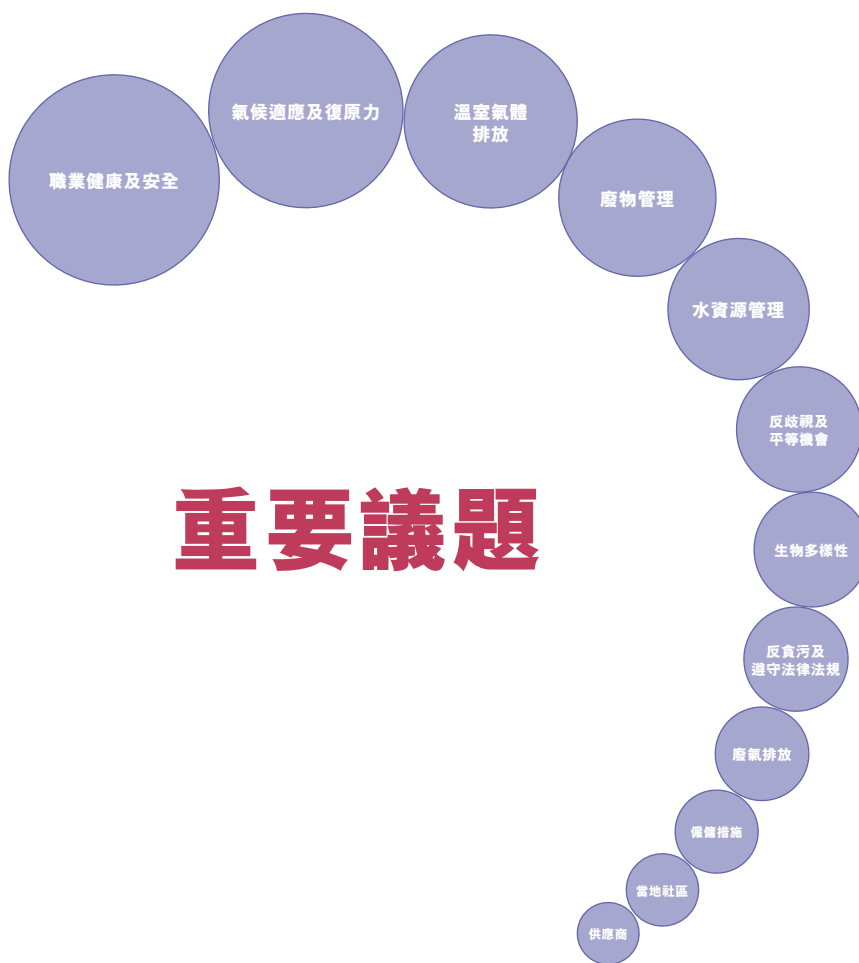 職業健康及安全
氣候適應及復原力
溫室氣體
排放
廢物管理
水資源管理
反歧視及
平等機會
生物多樣性
反貪污及
遵守法律法規
廢氣排放
僱傭措施
當地社區
供應商
重要議題